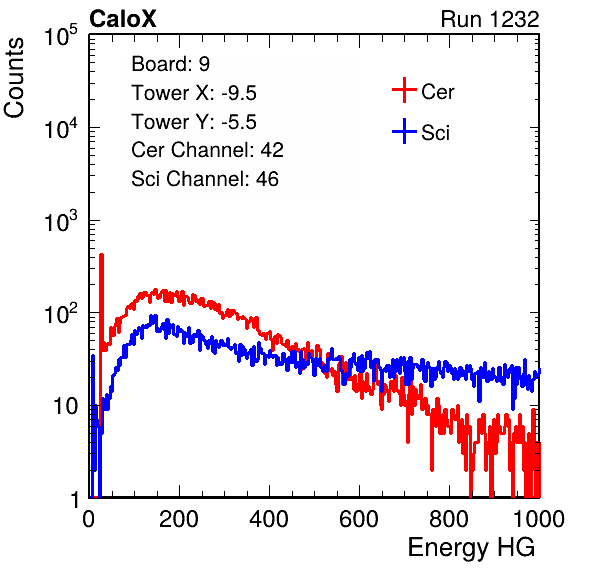 CaloX Run 1232
Counts
10^5
10^4
10^3
10^2
10
1
Board: 9
Tower X: -9.5
Tower Y: -5.5
Cer Channel: 42
Sci Channel: 46
Cer
Sci
0 200 400 600 800 1000
Energy HG